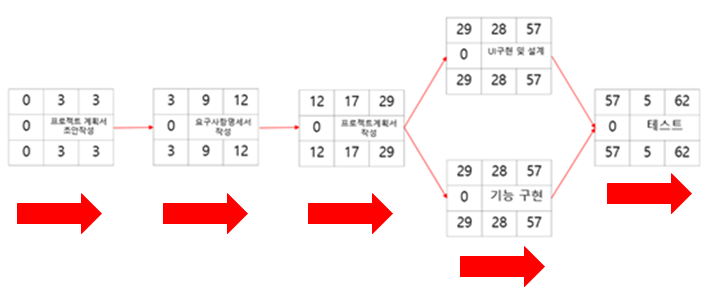 0 3 3
0 프로젝트 계획서
초안작성
0 3 3
3 9 12
0 요구사항명세서
작성
3 9 12
12 17 29
0 프로젝트계획서
작성
12 17 29
29 28 57
0 UI구현 및 설계
29 28 57
29 28 57
0 기능 구현
29 28 57
57 5 62
0 테스트
57 5 62